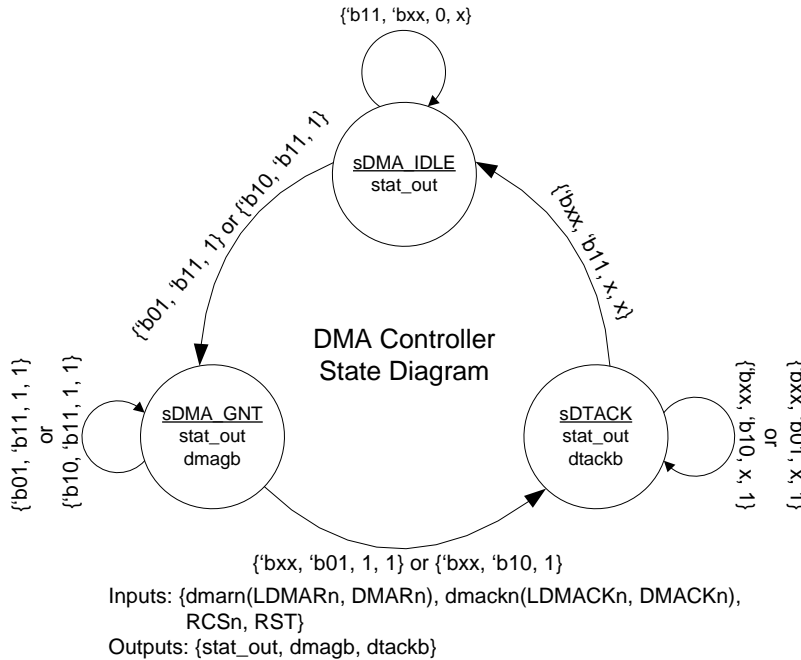 {‘b11, ‘bxx, 0, x}
sDMA_IDLE
stat_out
{‘b01, ‘b11, 1} or {‘b10, ‘b11, 1}
{‘bxx, ‘b11, x, x}
DMA Controller
State Diagram
{‘b01, ‘b11, 1, 1}
or
{‘b10, ‘b11, 1, 1}
sDMA_GNT
stat_out
dmagb
sDTACK
stat_out
dtackb
{‘bxx, ‘b01, x, 1}
or
{‘bxx, ‘b10, x, 1}
{‘bxx, ‘b01, 1, 1} or {‘bxx, ‘b10, 1}
Inputs: {dmarn(LDMARn, DMARn), dmackn(LDMACKn, DMACKn),
RCSn, RST}
Outputs: {stat_out, dmagb, dtackb}